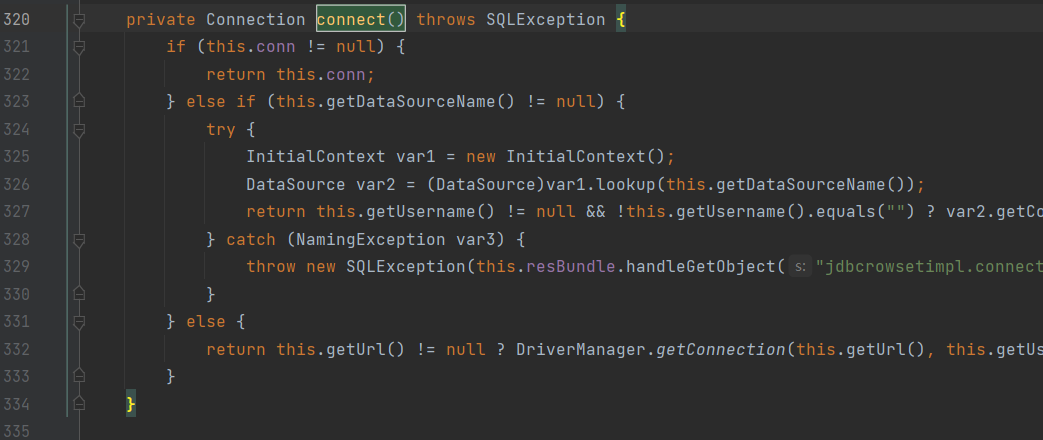 320 private Connection connect() throws SQLException {
321 if (this.conn != null) {
322 return this.conn;
323 } else if (this.getDataSourceName() != null) {
324 try {
325 InitialContext var1 = new InitialContext();
326 DataSource var2 = (DataSource)var1.lookup(this.getDataSourceName());
327 return this.getUsername() != null && !this.getUsername().equals("") ? var2.getCo
328 } catch (NamingException var3) {
329 throw new SQLException(this.resBundle.handleGetObject( s: "jdbcrowsetimpl.connect
330 }
331 } else {
332 return this.getUrl() != null ? DriverManager.getConnection(this.getUrl(), this.getUs
333 }
334 }
335